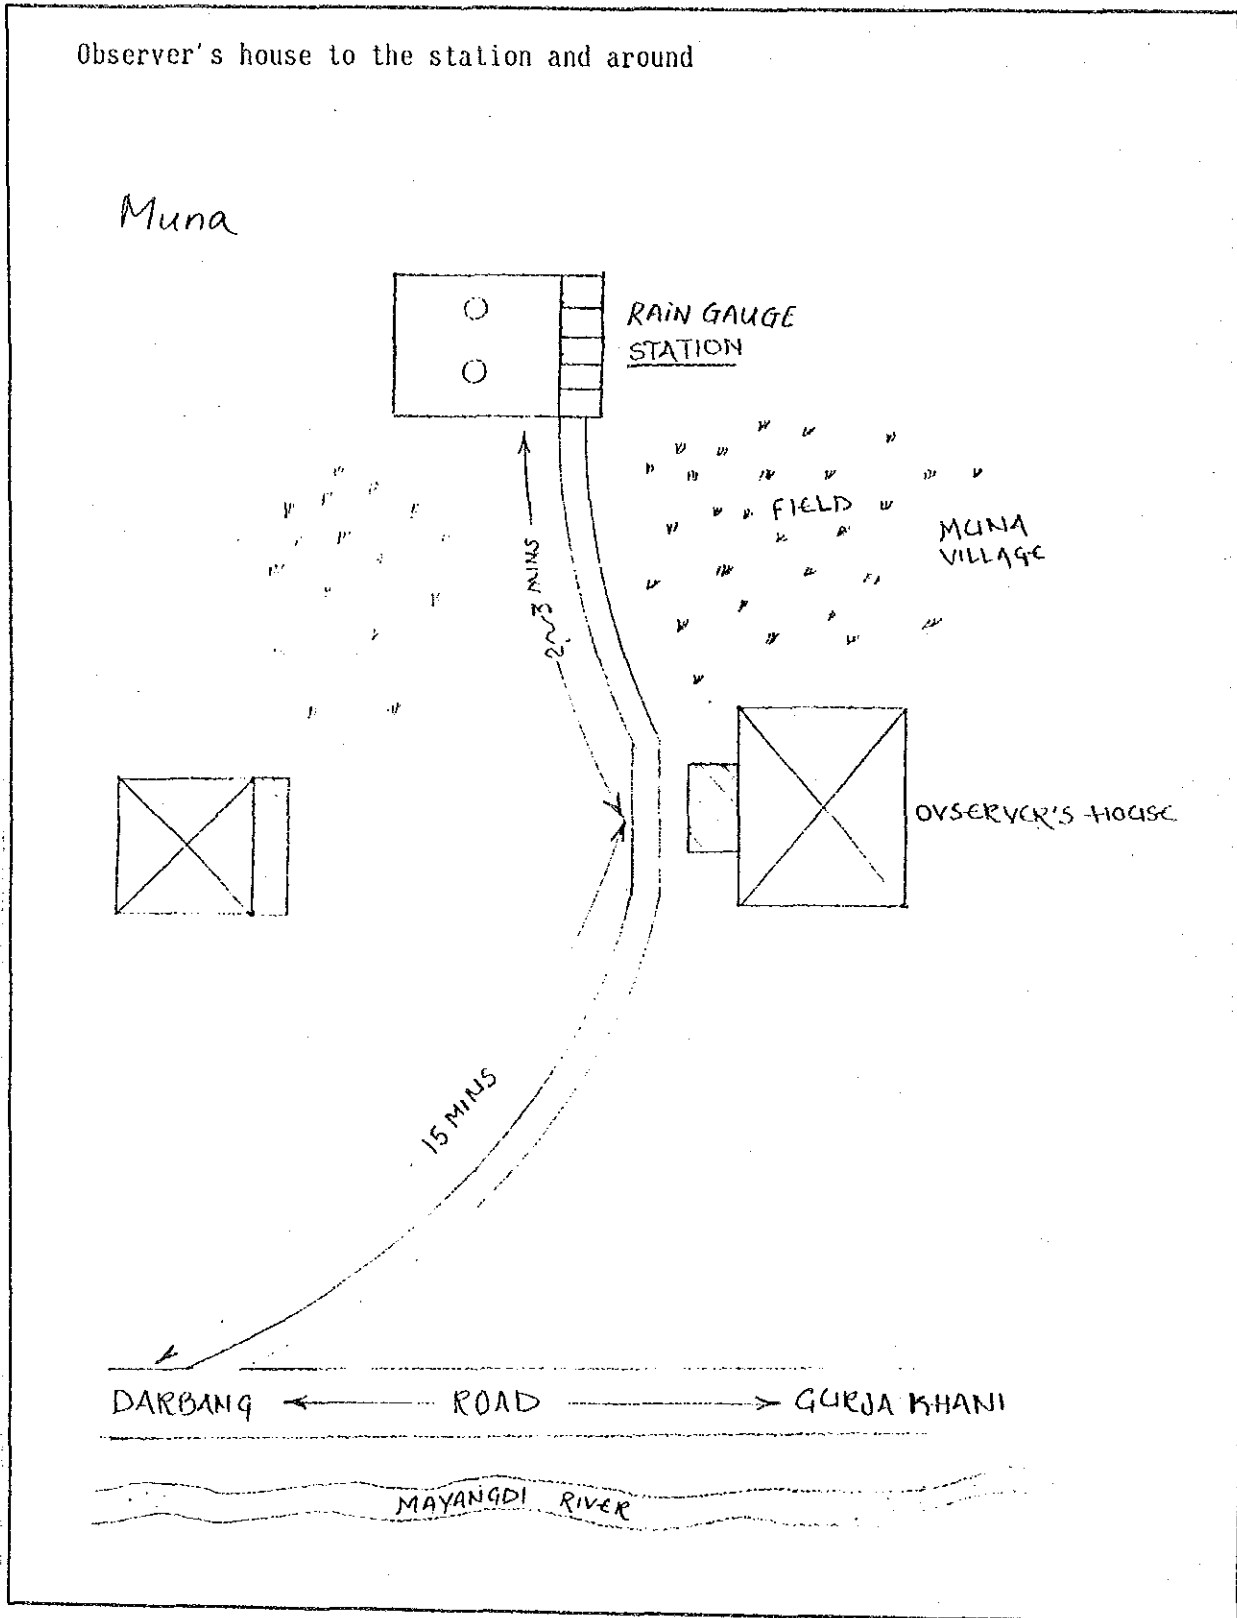 Observer's house to the station and around
Muna
RAIN GAUGE
STATION
2~3 MINS
FIELD
MUNA
VILLAGE
OVSERVER'S HOUSE
15 MINS
DARBANG ROAD GURJA KHANI
MAYANGDI RIVER